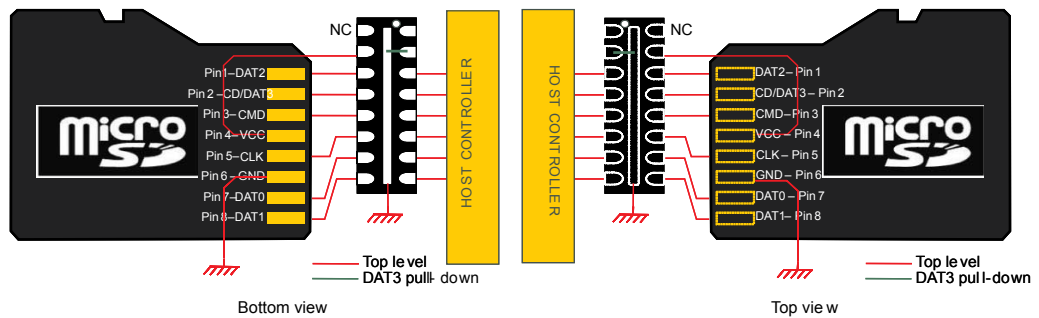 NC
Pin1–DAT2
Pin 2 –CD/DAT3
Pin 3–CMD
Pin 4–VCC
Pin 5–CLK
Pin 6 –GND
Pin 7–DAT0
Pin 8–DAT1
micro
SD
HOST CONTROLLER
Top level
DAT3 pull- down
Bottom view
HOST CONTROLLER
NC
DAT2– Pin 1
CD/DAT3– Pin 2
CMD– Pin 3
VCC – Pin 4
CLK – Pin 5
GND – Pin 6
DAT0 – Pin 7
DAT1– Pin 8
micro
SD
Top level
DAT3 pull-down
Top view